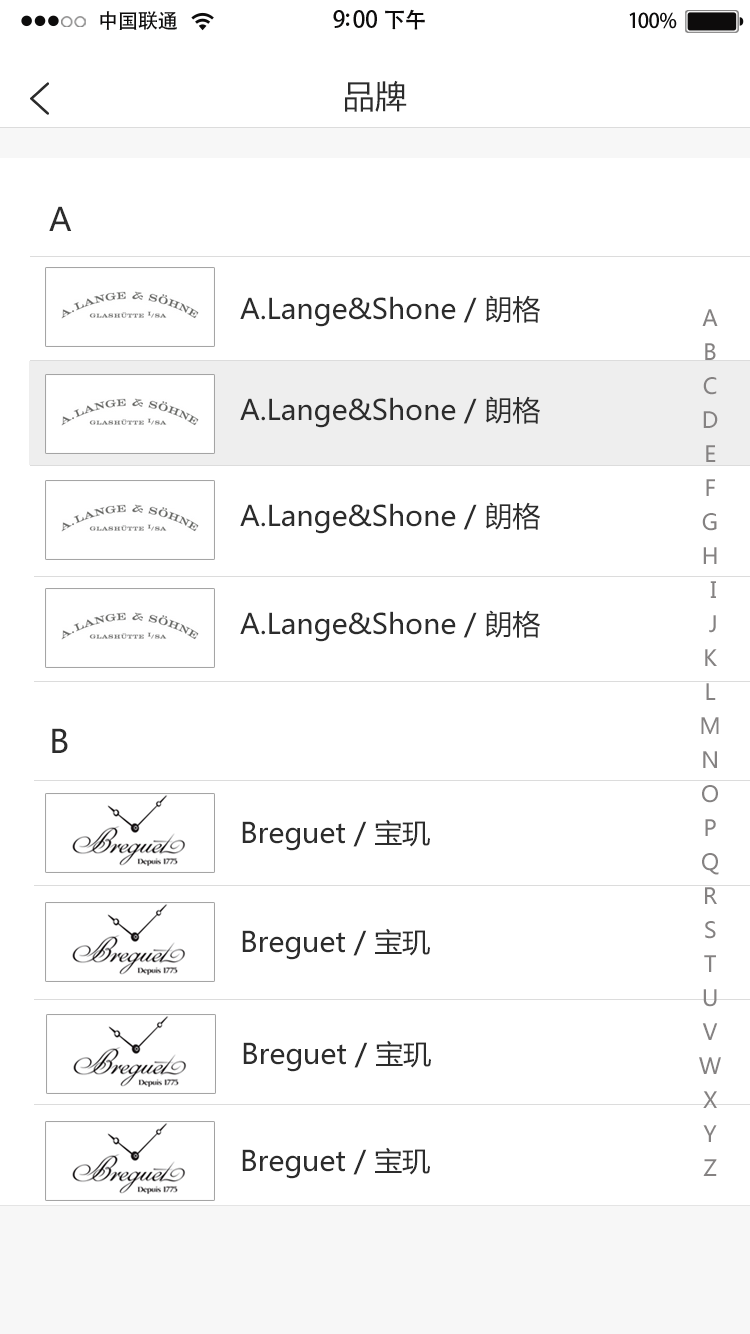 中国联通 9:00 下午 100%
品牌
A
A.LANGE & SÖHNE
GLASHÜTTE I/SA
A.Lange&Shone / 朗格
A.LANGE & SÖHNE
GLASHÜTTE I/SA
A.Lange&Shone / 朗格
A.LANGE & SÖHNE
GLASHÜTTE I/SA
A.Lange&Shone / 朗格
A.LANGE & SÖHNE
GLASHÜTTE I/SA
A.Lange&Shone / 朗格
B
Breguet
Depuis 1775
Breguet / 宝玑
Breguet
Depuis 1775
Breguet / 宝玑
Breguet
Depuis 1775
Breguet / 宝玑
Breguet
Depuis 1775
Breguet / 宝玑
A
B
C
D
E
F
G
H
I
J
K
L
M
N
O
P
Q
R
S
T
U
V
W
X
Y
Z